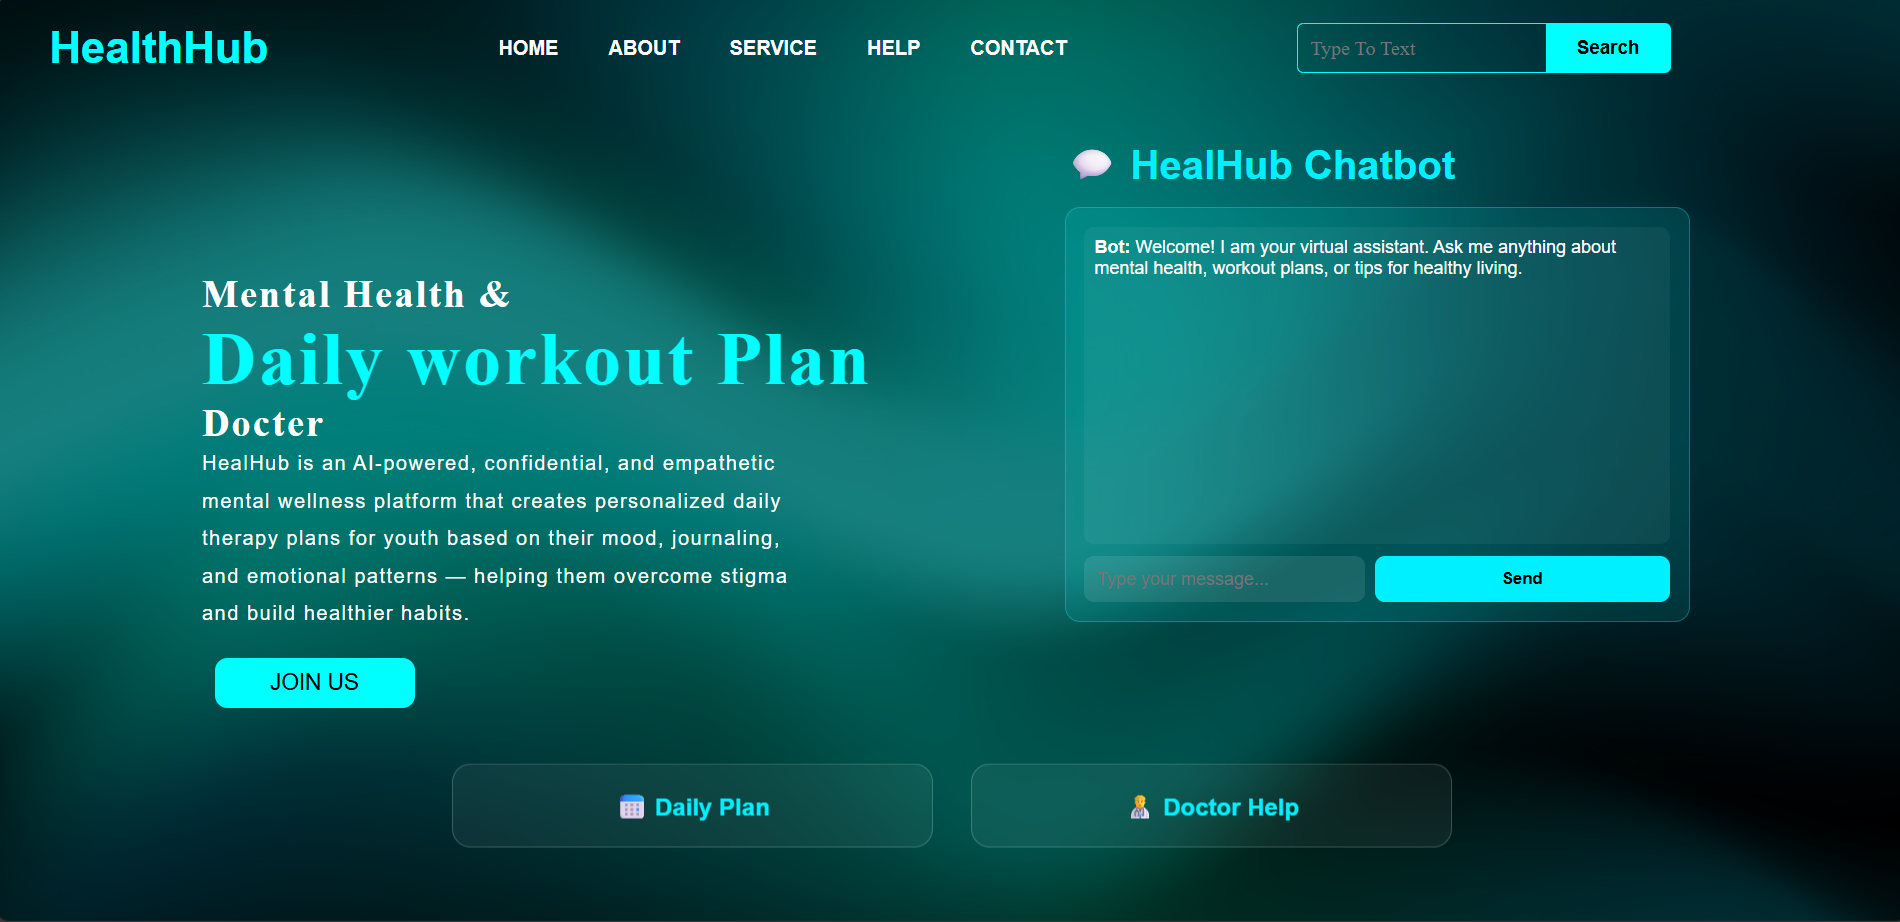 HealthHub
HOME
ABOUT
SERVICE
HELP
CONTACT
Type To Text
Search
Mental Health &
Daily workout Plan
Docter
HealHub is an AI-powered, confidential, and empathetic
mental wellness platform that creates personalized daily
therapy plans for youth based on their mood, journaling,
and emotional patterns — helping them overcome stigma
and build healthier habits.
JOIN US
HealHub Chatbot
Bot: Welcome! I am your virtual assistant. Ask me anything about
mental health, workout plans, or tips for healthy living.
Type your message...
Send
Daily Plan
Doctor Help